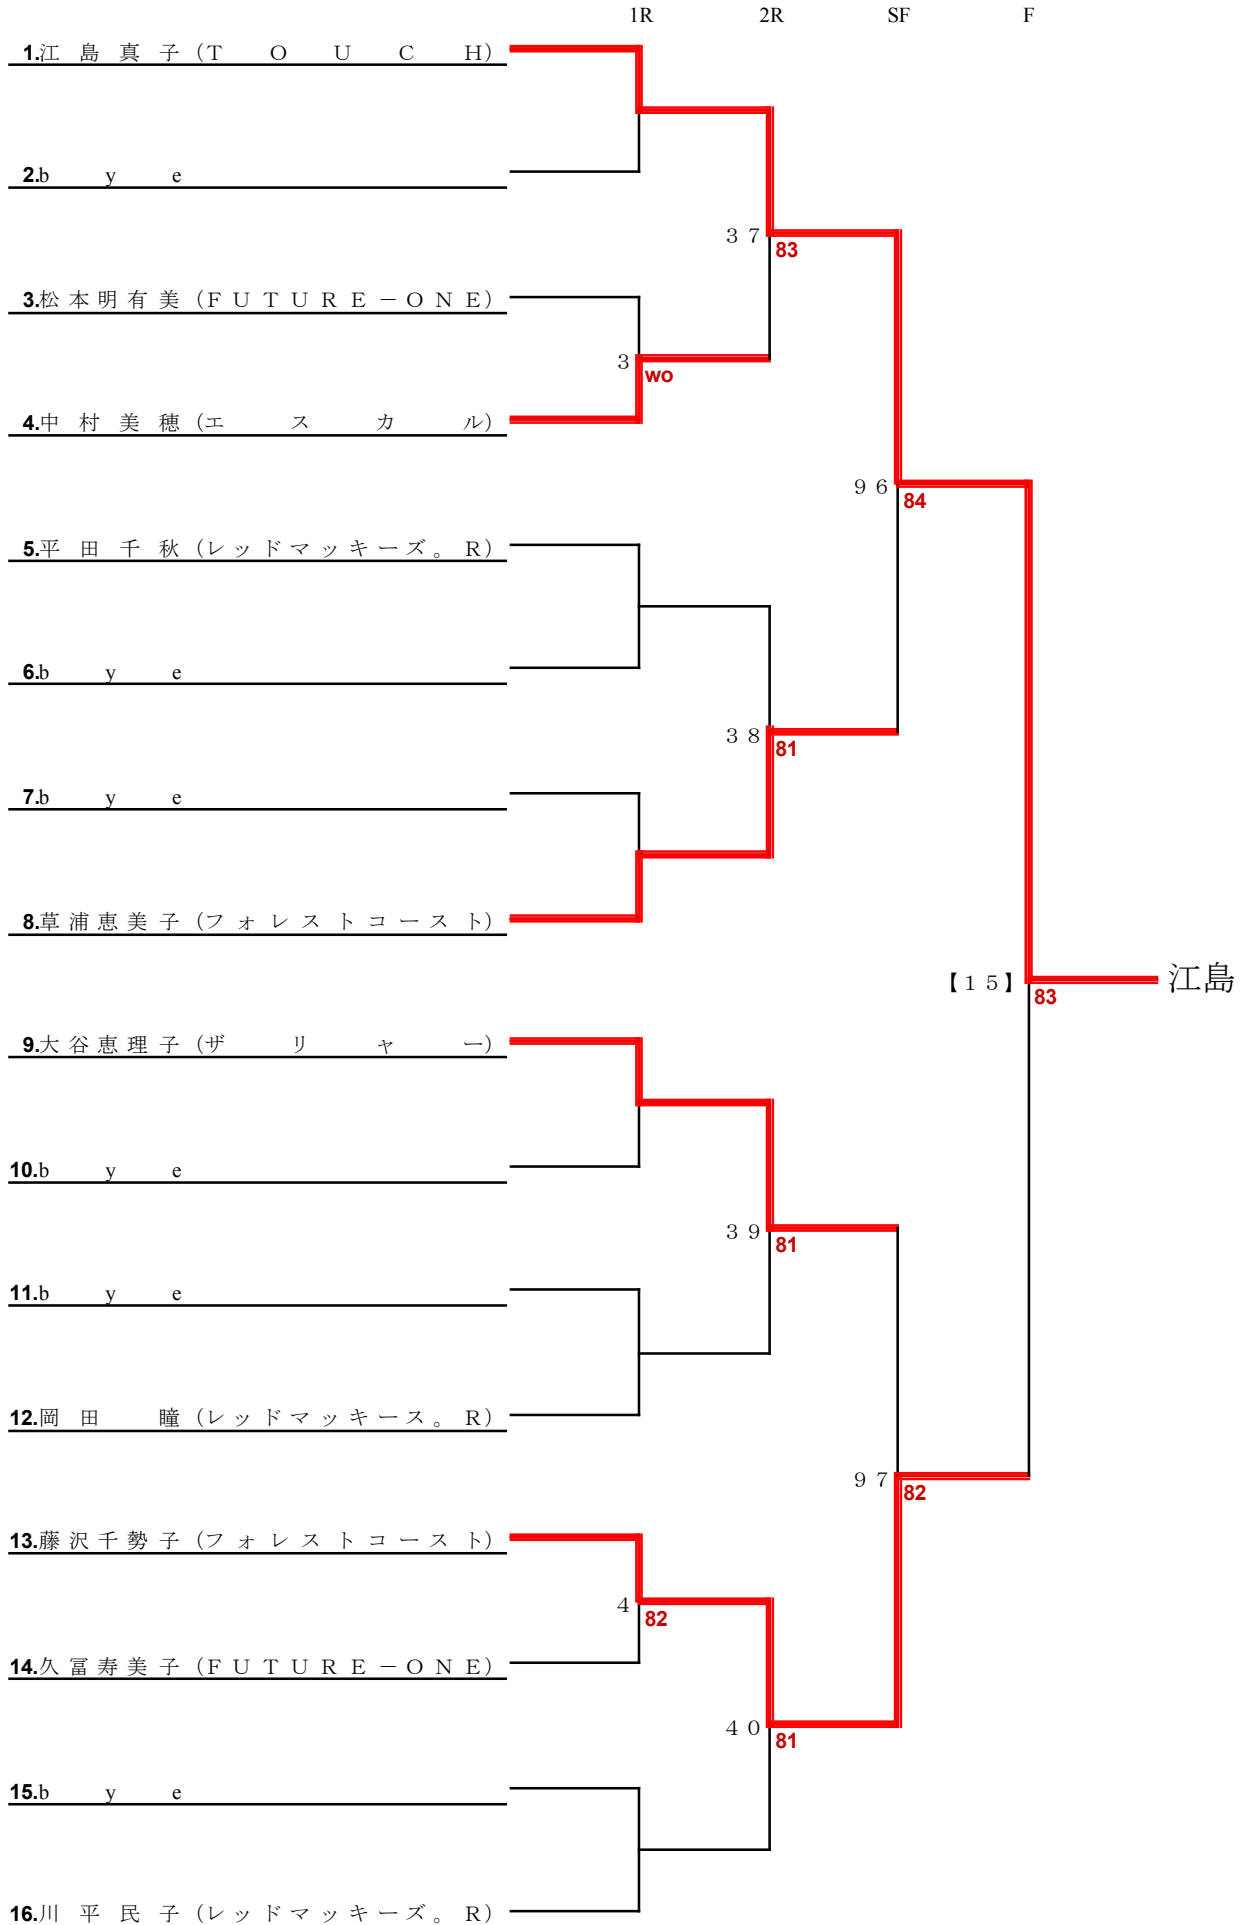 1R 2R SF F
1.江島真子(TOUCH)
2.bye
37
83
3.松本明有美(FUTURE-ONE)
3
wo
4.中村美穂(エスカル)
96
84
5.平田千秋(レッドマッキーズ。R)
6.bye
38
81
7.bye
8.草浦恵美子(フォレストコースト)
【15】
江島
83
9.大谷恵理子(ザリャー)
10.bye
39
81
11.bye
12.岡田 瞳(レッドマッキース。R)
97
82
13.藤沢千勢子(フォレストコースト)
4
82
14.久冨寿美子(FUTURE-ONE)
40
81
15.bye
16.川平民子(レッドマッキーズ。R)